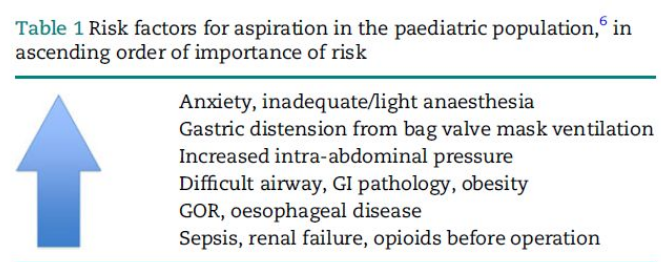 Table 1 Risk factors for aspiration in the paediatric population,6 in
ascending order of importance of risk
Anxiety, inadequate/light anaesthesia
Gastric distension from bag valve mask ventilation
Increased intra-abdominal pressure
Difficult airway, GI pathology, obesity
GOR, oesophageal disease
Sepsis, renal failure, opioids before operation